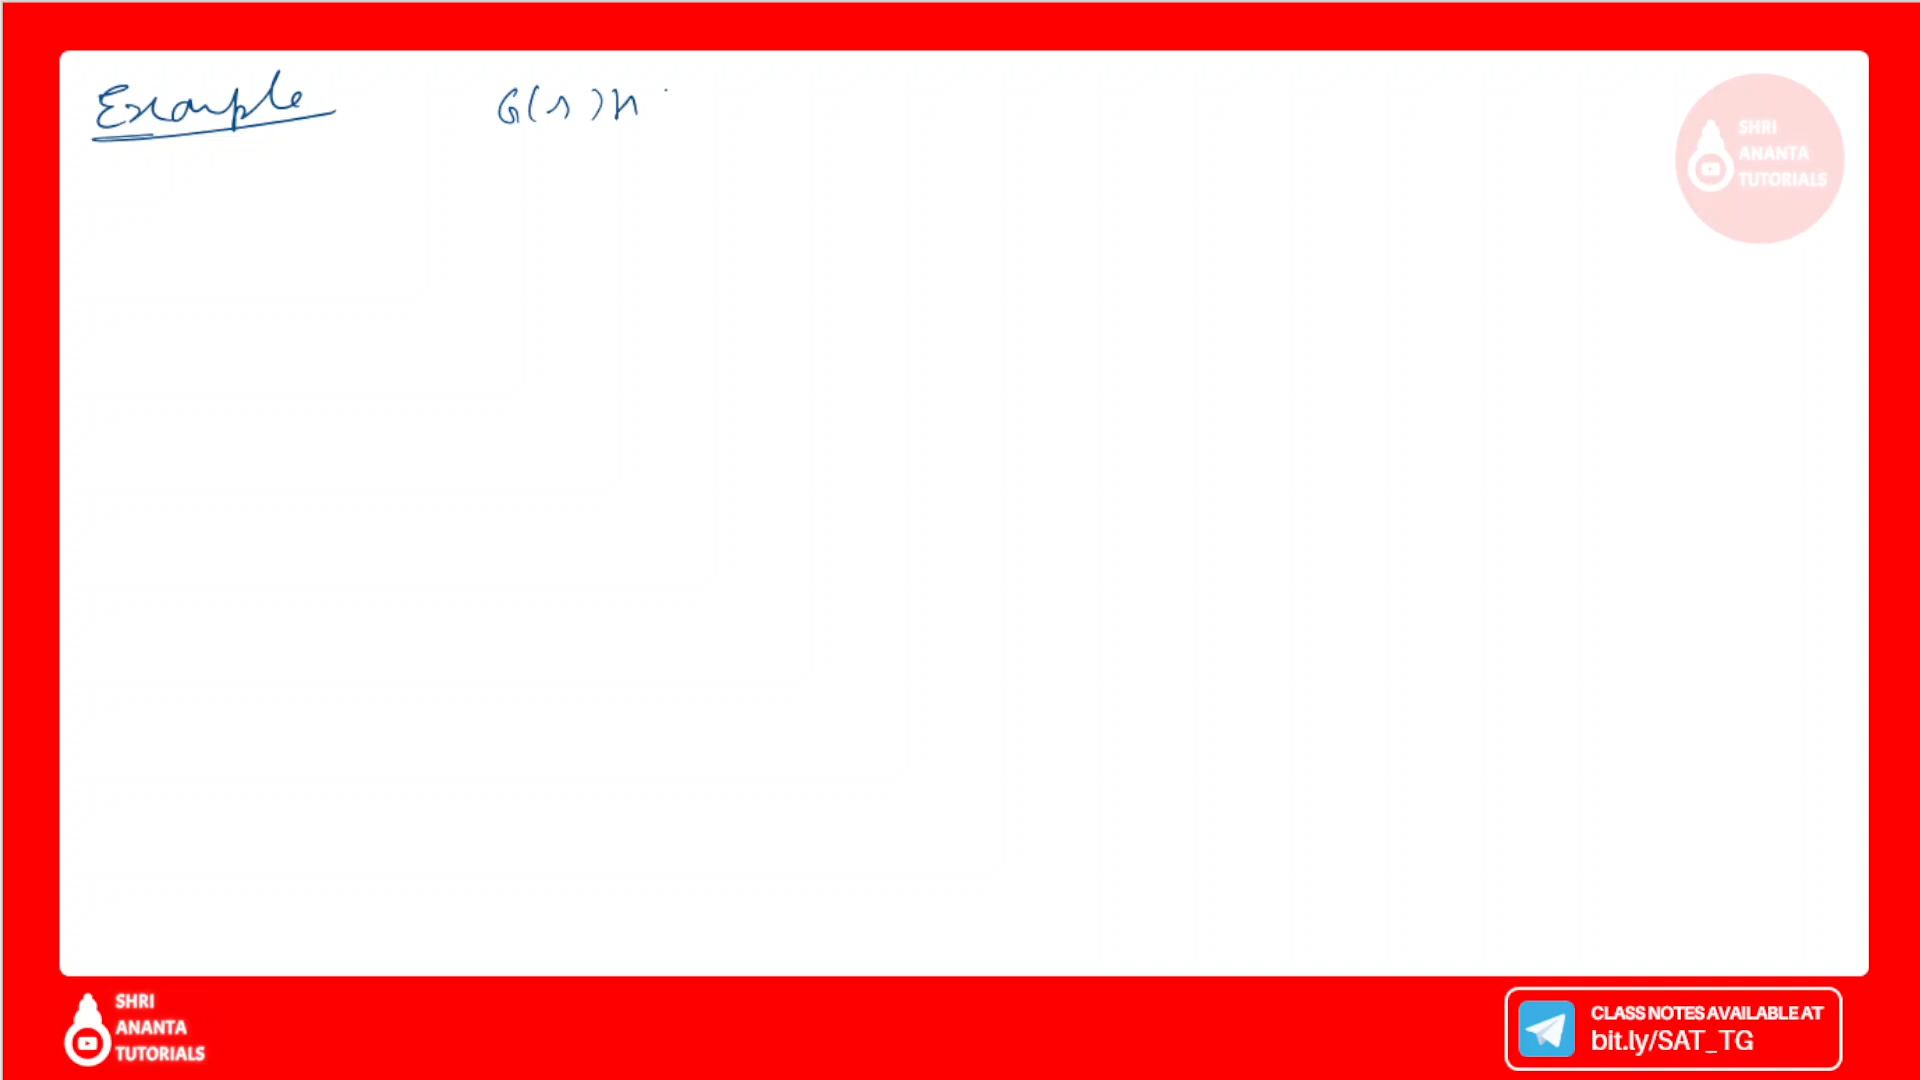 Example G(s)H
SHRI
ANANTA
TUTORIALS
SHRI
ANANTA
TUTORIALS
CLASS NOTES AVAILABLE AT
bit.ly/SAT_TG